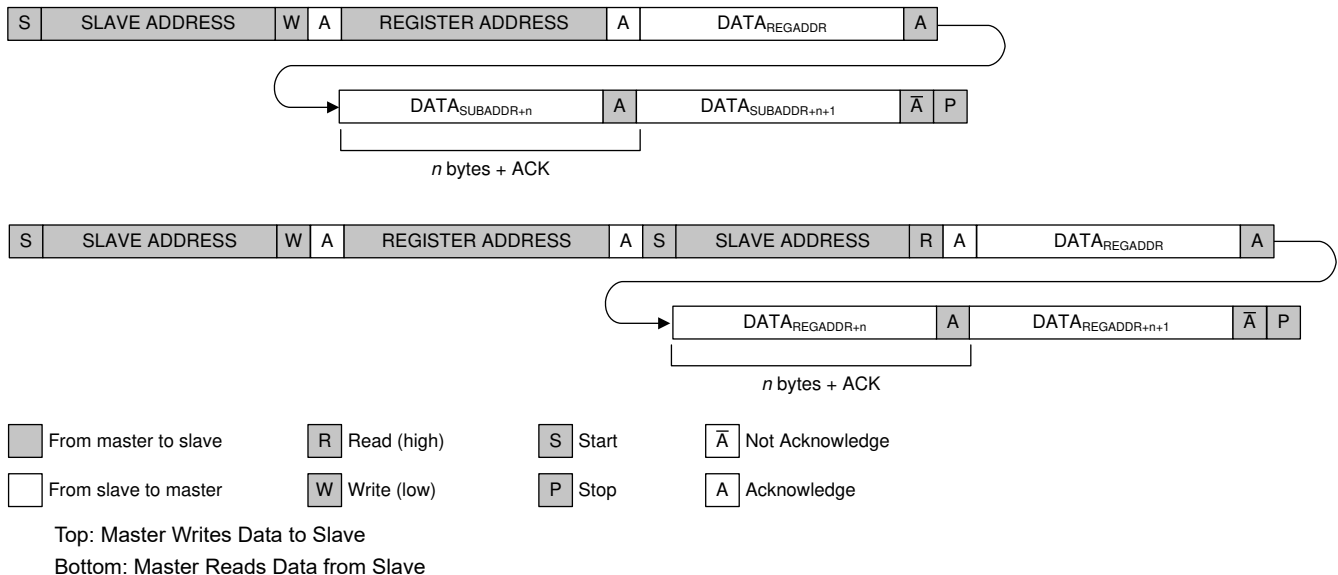 S SLAVE ADDRESS W A REGISTER ADDRESS A DATAREGADDR A
DATASUBADDR+n A DATASUBADDR+n+1 A̅ P
n bytes + ACK
S SLAVE ADDRESS W A REGISTER ADDRESS A S SLAVE ADDRESS R A DATAREGADDR A
DATAREGADDR+n A DATAREGADDR+n+1 A̅ P
n bytes + ACK
From master to slave R Read (high) S Start A̅ Not Acknowledge
From slave to master W Write (low) P Stop A Acknowledge
Top: Master Writes Data to Slave
Bottom: Master Reads Data from Slave